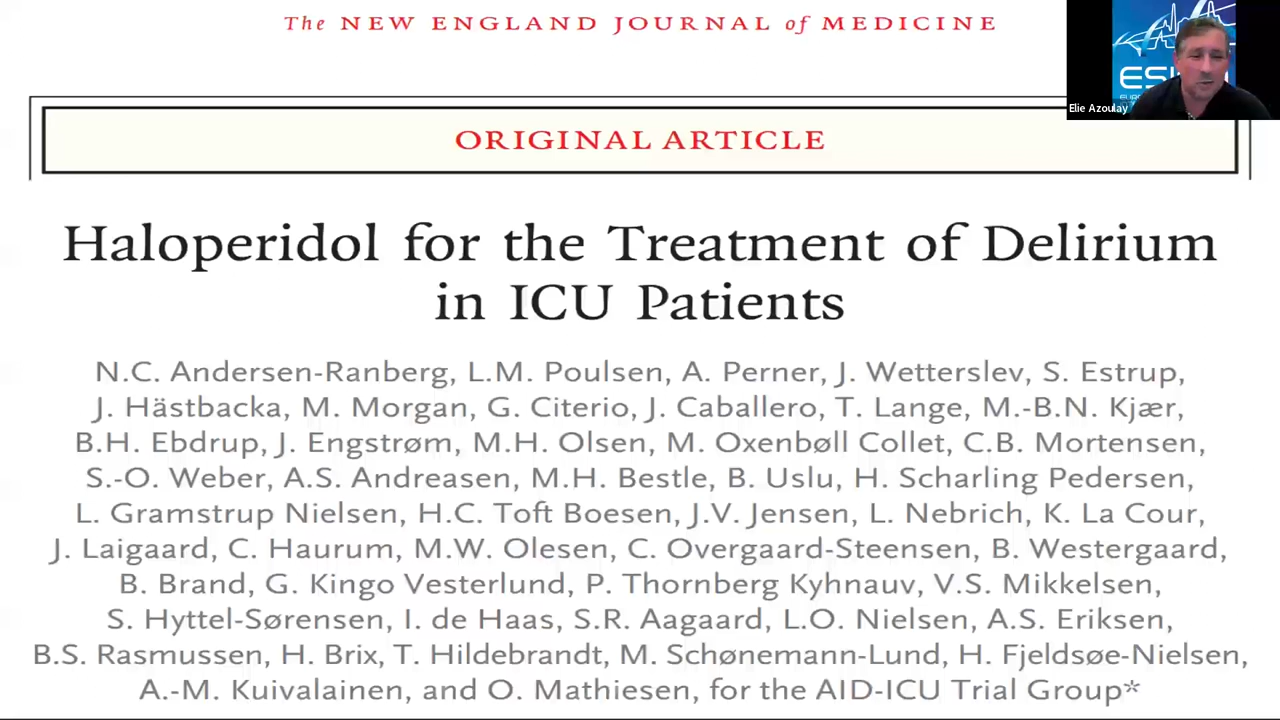 The NEW ENGLAND JOURNAL of MEDICINE
Elie Azoulay
ORIGINAL ARTICLE
Haloperidol for the Treatment of Delirium
in ICU Patients
N.C. Andersen-Ranberg, L.M. Poulsen, A. Perner, J. Wetterslev, S. Estrup,
J. Hästbacka, M. Morgan, G. Citerio, J. Caballero, T. Lange, M.-B.N. Kjær,
B.H. Ebdrup, J. Engstrøm, M.H. Olsen, M. Oxenbøll Collet, C.B. Mortensen,
S.-O. Weber, A.S. Andreasen, M.H. Bestle, B. Uslu, H. Scharling Pedersen,
L. Gramstrup Nielsen, H.C. Toft Boesen, J.V. Jensen, L. Nebrich, K. La Cour,
J. Laigaard, C. Haurum, M.W. Olesen, C. Overgaard-Steensen, B. Westergaard,
B. Brand, G. Kingo Vesterlund, P. Thornberg Kyhnauv, V.S. Mikkelsen,
S. Hyttel-Sørensen, I. de Haas, S.R. Aagaard, L.O. Nielsen, A.S. Eriksen,
B.S. Rasmussen, H. Brix, T. Hildebrandt, M. Schønemann-Lund, H. Fjeldsøe-Nielsen,
A.-M. Kuivalainen, and O. Mathiesen, for the AID-ICU Trial Group*